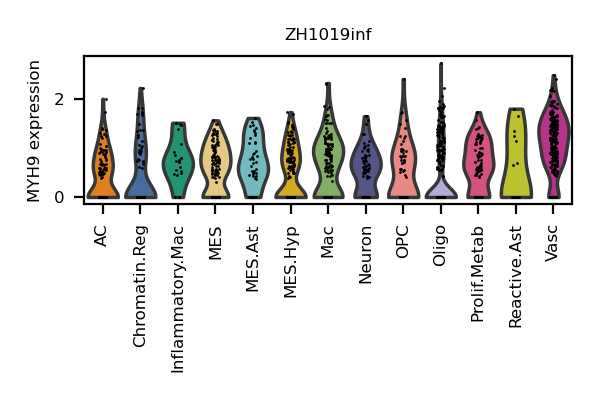 ZH1019inf
MYH9 expression
2
0
AC
Chromatin.Reg
Inflammatory.Mac
MES
MES.Ast
MES.Hyp
Mac
Neuron
OPC
Oligo
Prolif.Metab
Reactive.Ast
Vasc